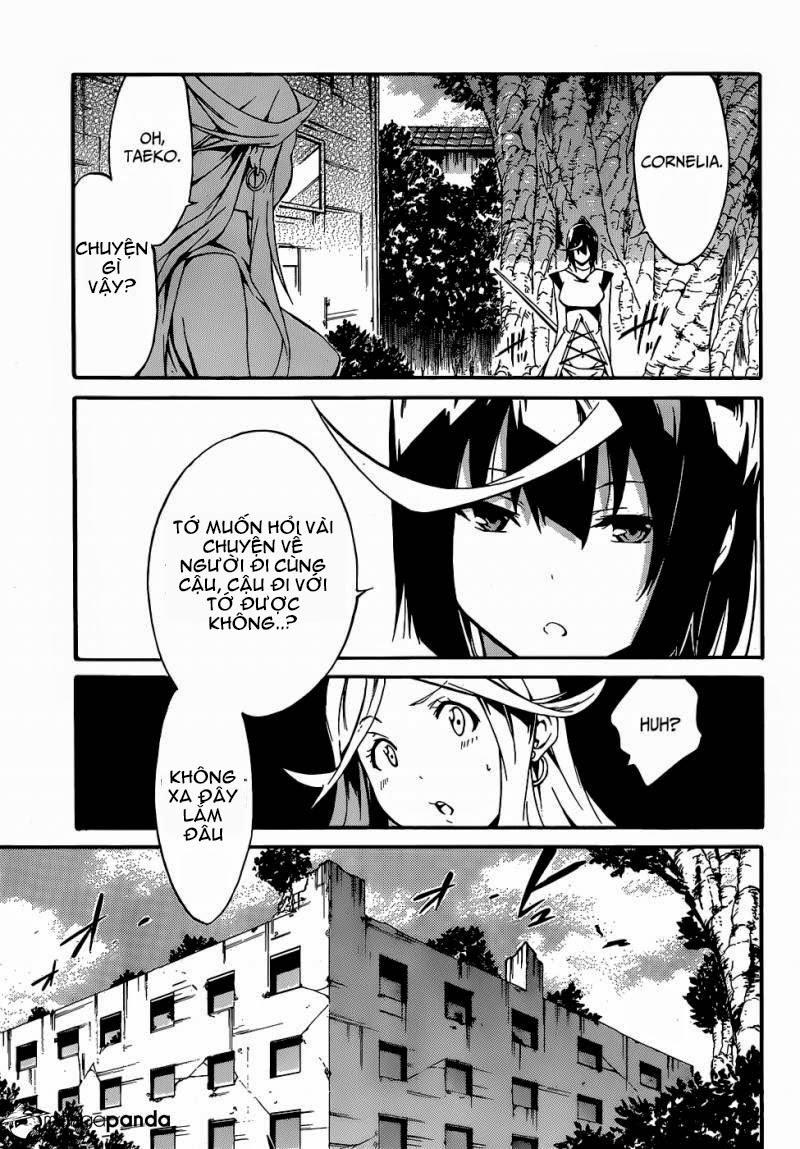 CORNELIA.
OH,
TAEKO.
CHUYỆN
GÌ
VẬY?
TỚ MUỐN HỎI VÀI
CHUYỆN VỀ
NGƯỜI ĐI CÙNG
CẬU, CẬU ĐI VỚI
TỚ ĐƯỢC
KHÔNG..?
HUH?
KHÔNG
XA ĐÂY
LẮM
ĐÂU
mangapanda